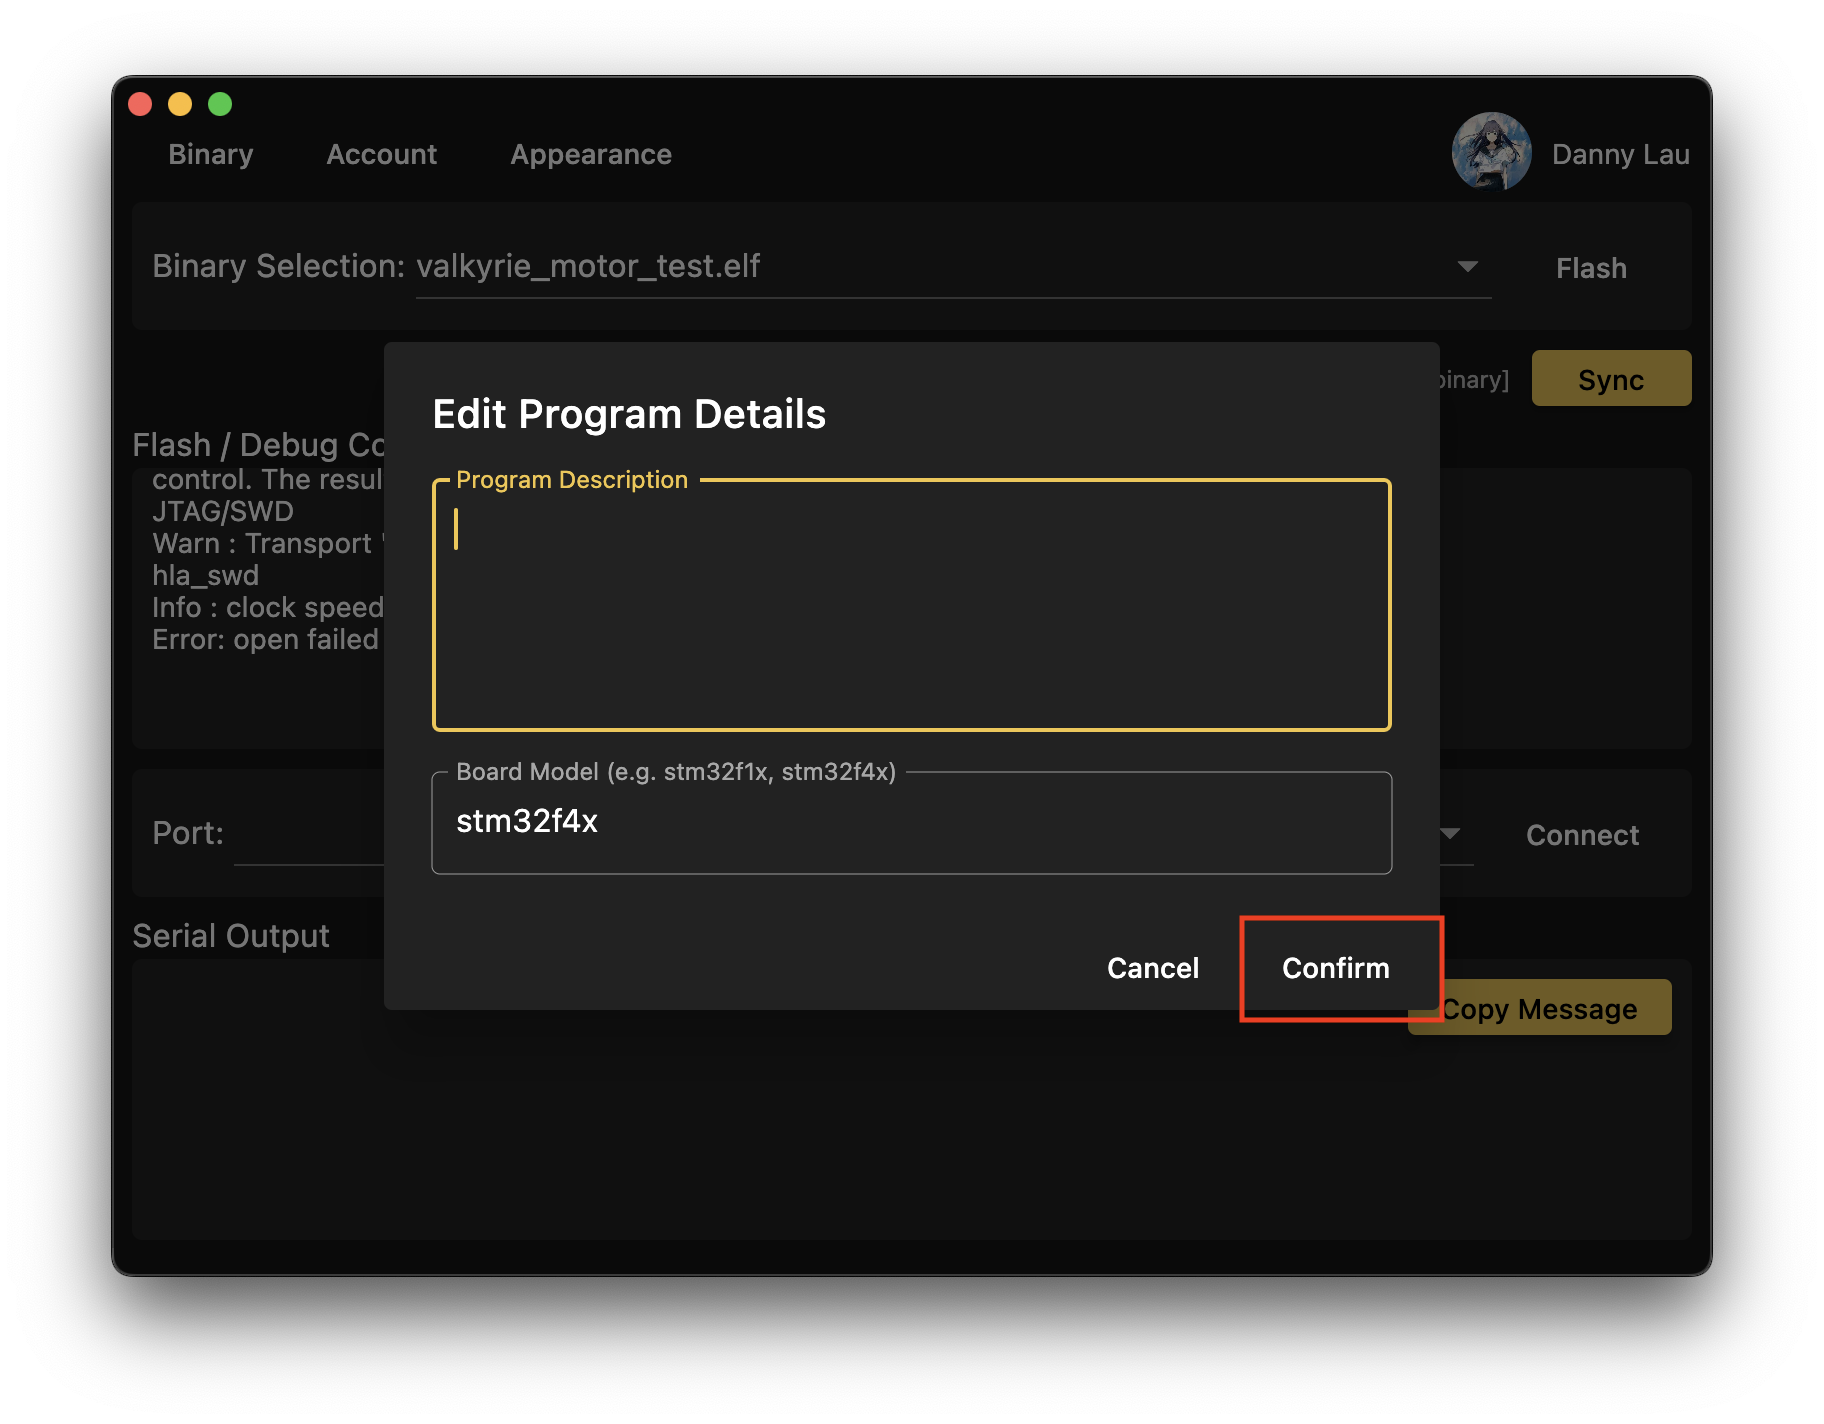 Binary Account Appearance Danny Lau
Binary Selection: valkyrie_motor_test.elf Flash
binary] Sync
Edit Program Details
Flash / Debug Co
Program Description
control. The resul
JTAG/SWD
Warn : Transport '
hla_swd
Info : clock speed
Error: open failed
Board Model (e.g. stm32f1x, stm32f4x)
stm32f4x
Port: Connect
Serial Output
Cancel Confirm
Copy Message